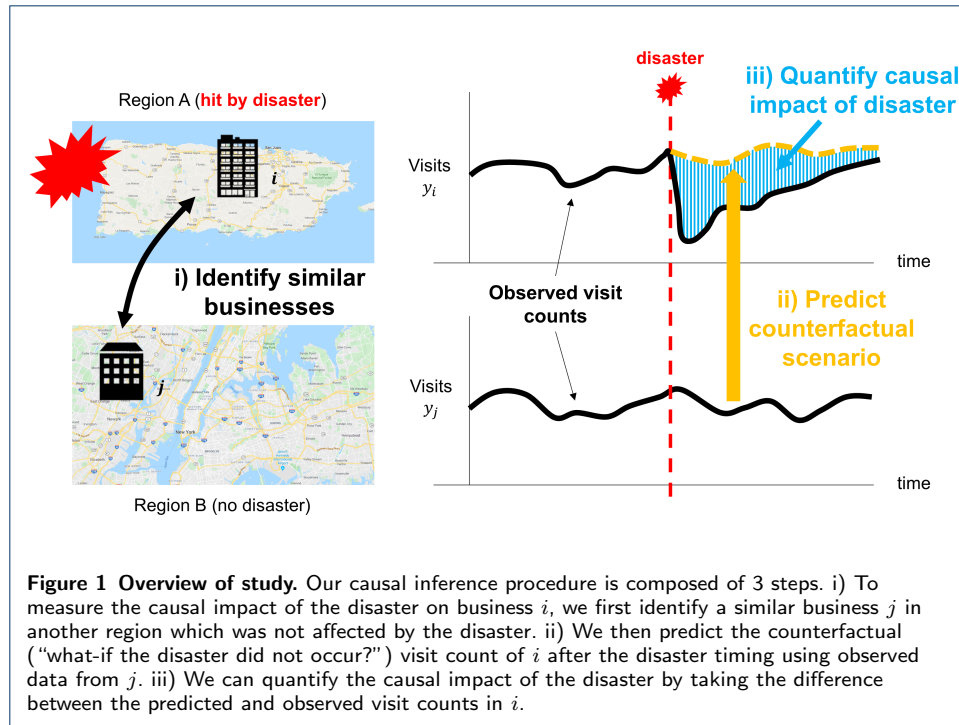 Region A (hit by disaster)
i
i) Identify similar
businesses
j
New York
Region B (no disaster)
disaster
iii) Quantify causal
impact of disaster
Visits
yᵢ
time
Observed visit
counts
ii) Predict
counterfactual
scenario
Visits
yⱼ
time
Figure 1 Overview of study. Our causal inference procedure is composed of 3 steps. i) To
measure the causal impact of the disaster on business i, we first identify a similar business j in
another region which was not affected by the disaster. ii) We then predict the counterfactual
(“what-if the disaster did not occur?”) visit count of i after the disaster timing using observed
data from j. iii) We can quantify the causal impact of the disaster by taking the difference
between the predicted and observed visit counts in i.